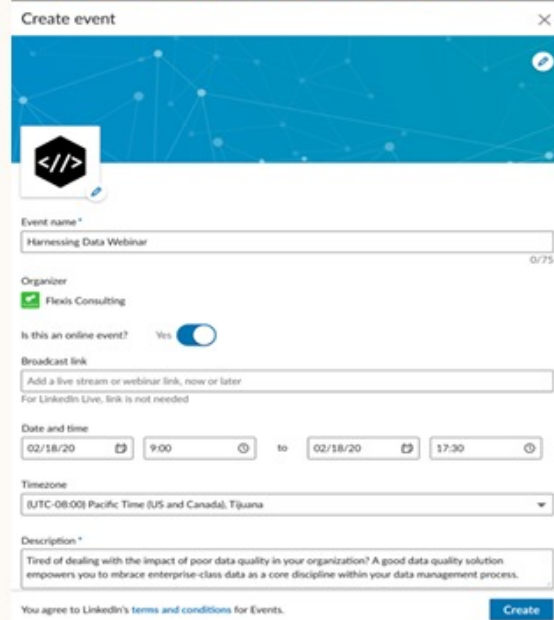 Create event
</>
Event name *
Harnessing Data Webinar
0/75
Organizer
Flexis Consulting
Is this an online event? Yes
Broadcast link
Add a live stream or webinar link, now or later
For LinkedIn Live, link is not needed
Date and time
02/18/20 9:00 to 02/18/20 17:30
Timezone
(UTC-08:00) Pacific Time (US and Canada), Tijuana
Description *
Tired of dealing with the impact of poor data quality in your organization? A good data quality solution
empowers you to mbrace enterprise-class data as a core discipline within your data management process.
You agree to LinkedIn's terms and conditions for Events.
Create